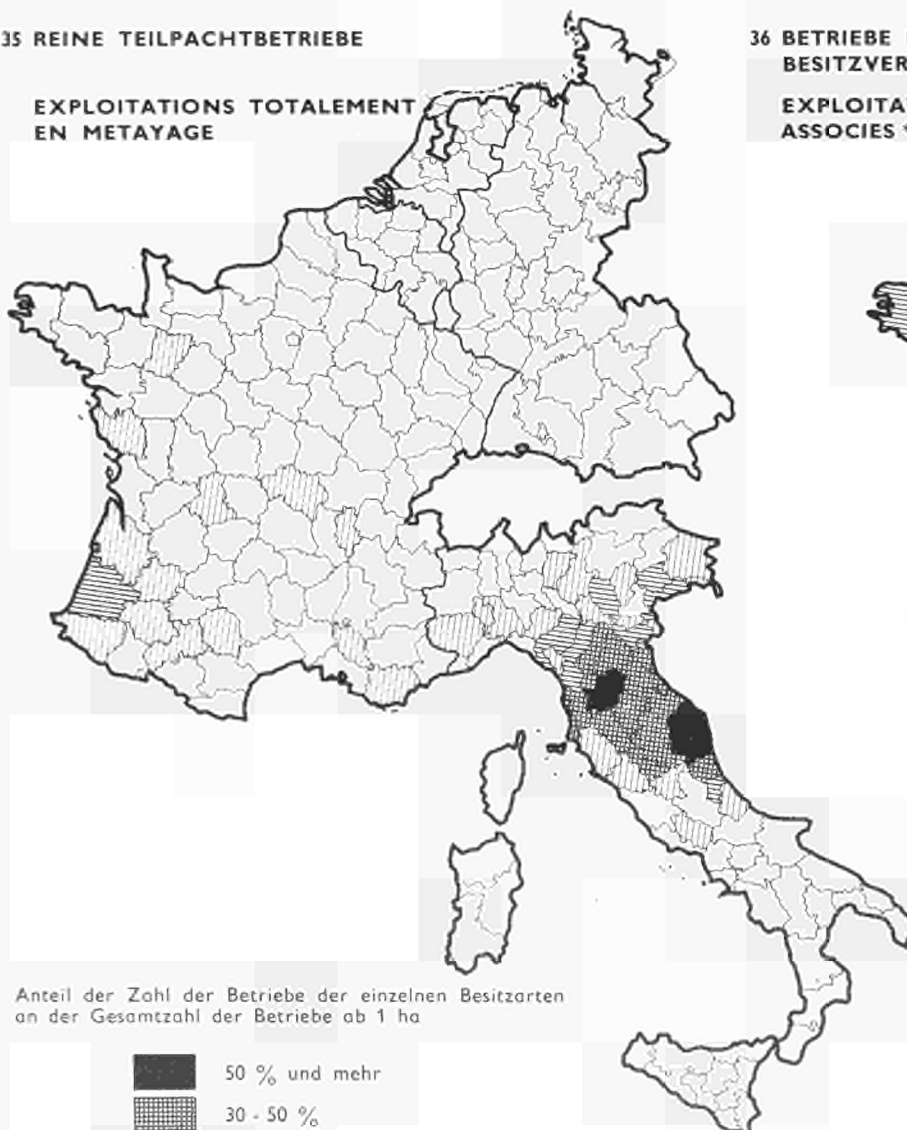 35 REINE TEILPACHTBETRIEBE
EXPLOITATIONS TOTALEMENT
EN METAYAGE
36 BETRIEBE
BESITZVER
EXPLOITA
ASSOCIES
Anteil der Zahl der Betriebe der einzelnen Besitzarten
an der Gesamtzahl der Betriebe ab 1 ha
50 % und mehr
30 - 50 %